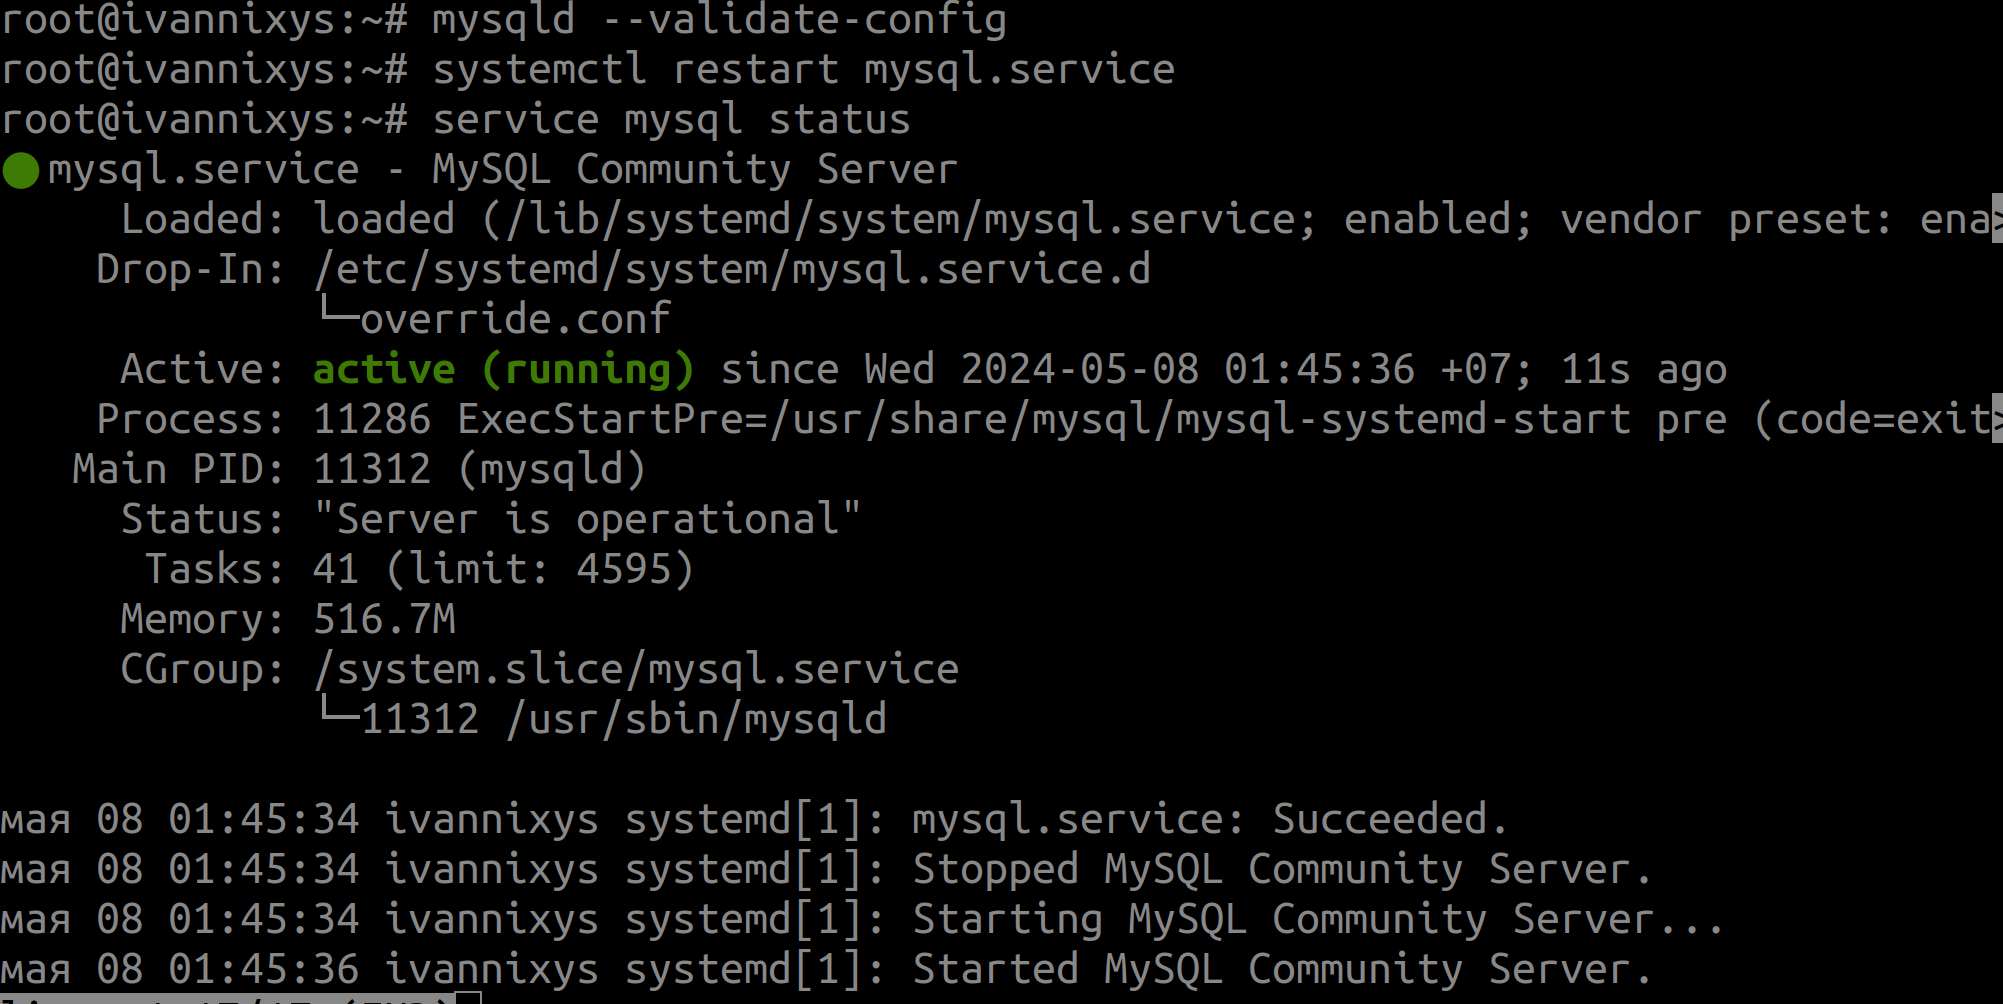 root@ivannixys:~# mysqld --validate-config
root@ivannixys:~# systemctl restart mysql.service
root@ivannixys:~# service mysql status
● mysql.service - MySQL Community Server
Loaded: loaded (/lib/systemd/system/mysql.service; enabled; vendor preset: ena>
Drop-In: /etc/systemd/system/mysql.service.d
└─override.conf
Active: active (running) since Wed 2024-05-08 01:45:36 +07; 11s ago
Process: 11286 ExecStartPre=/usr/share/mysql/mysql-systemd-start pre (code=exit>
Main PID: 11312 (mysqld)
Status: "Server is operational"
Tasks: 41 (limit: 4595)
Memory: 516.7M
CGroup: /system.slice/mysql.service
└─11312 /usr/sbin/mysqld
мая 08 01:45:34 ivannixys systemd[1]: mysql.service: Succeeded.
мая 08 01:45:34 ivannixys systemd[1]: Stopped MySQL Community Server.
мая 08 01:45:34 ivannixys systemd[1]: Starting MySQL Community Server...
мая 08 01:45:36 ivannixys systemd[1]: Started MySQL Community Server.